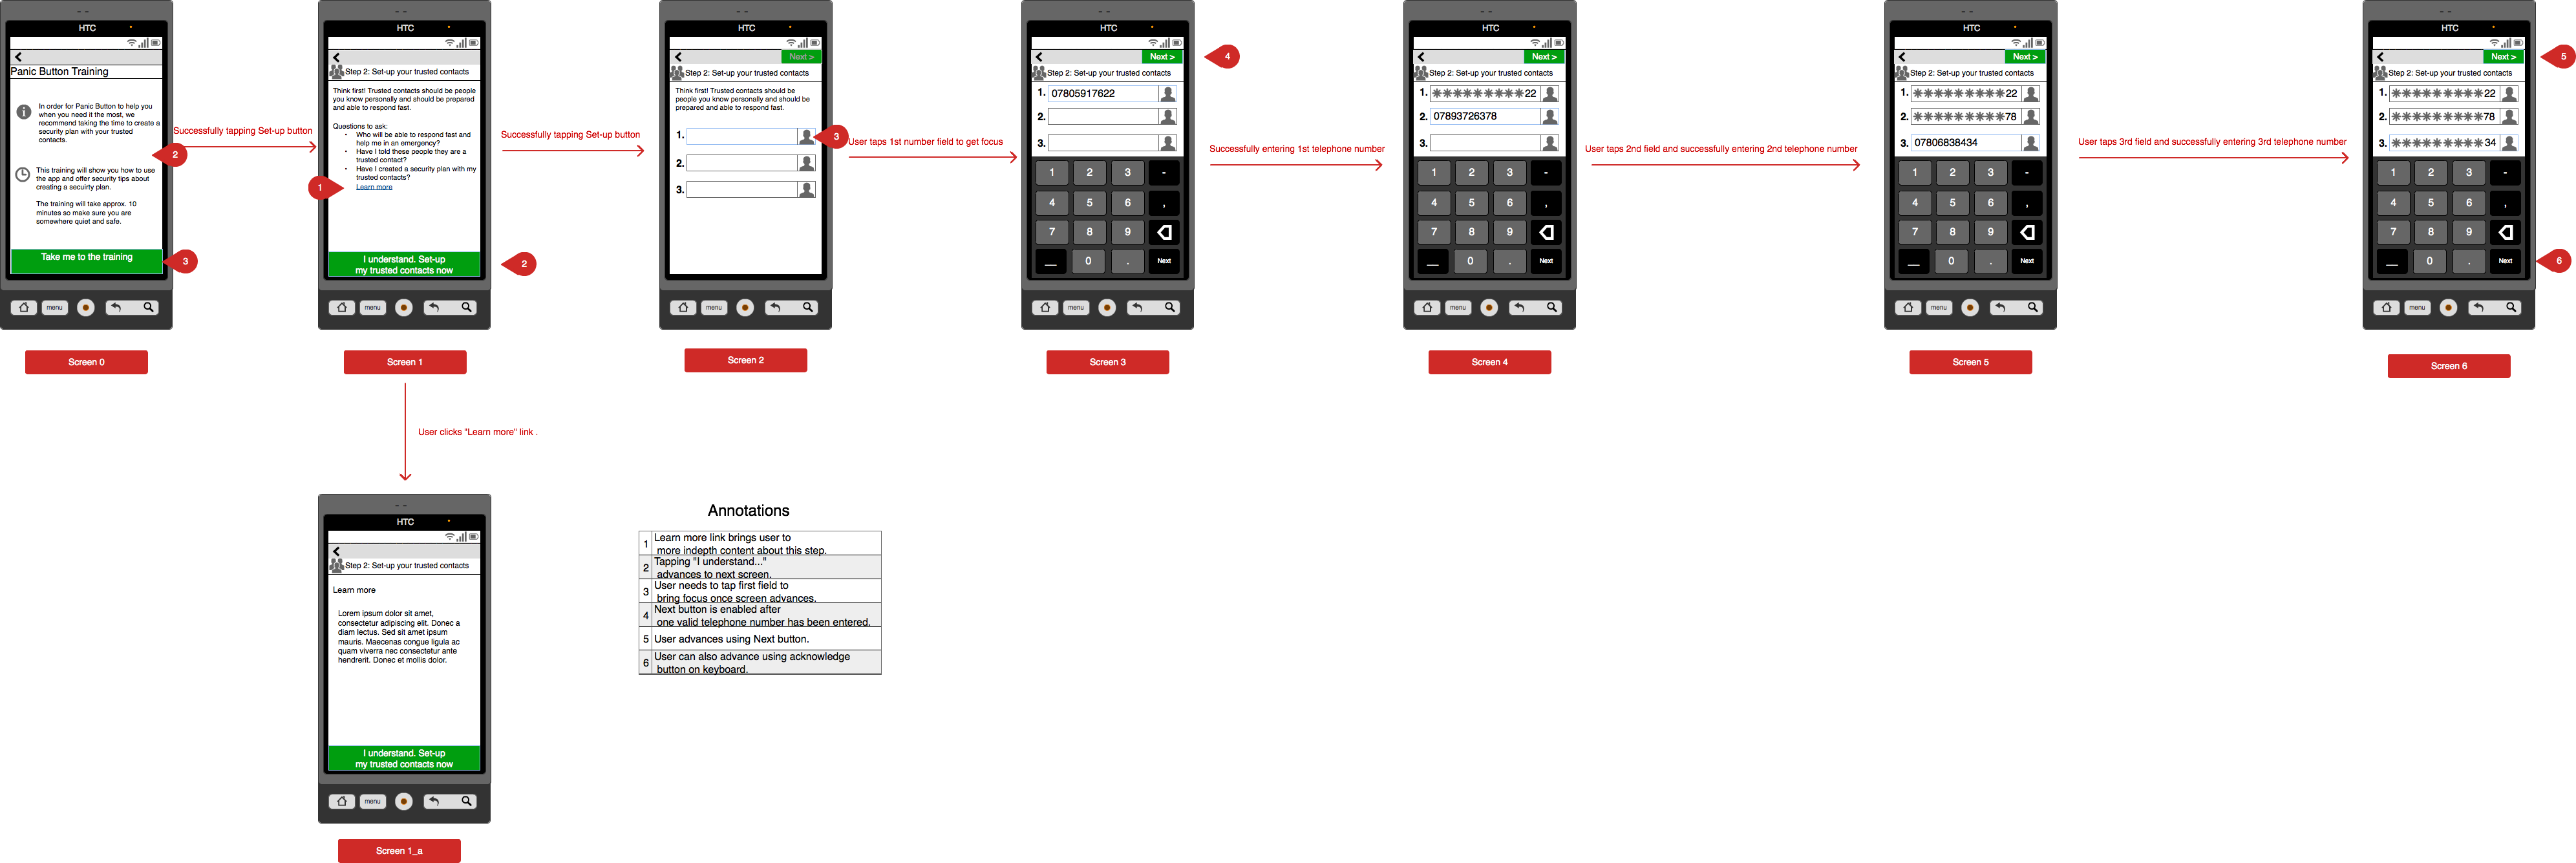 HTC
Panic Button Training
In order for Panic Button to help you
when you need it the most, we
recommend taking the time to create a
security plan with your trusted
contacts.
2
This training will show you how to use
the app and offer security tips about
creating a secuirty plan.
The training will take approx. 10
minutes so make sure you are
somewhere quiet and safe.
Take me to the training
3
menu
Screen 0
Successfully tapping Set-up button
HTC
Step 2: Set-up your trusted contacts
Think first! Trusted contacts should be people
you know personally and should be prepared
and able to respond fast.
Questions to ask:
• Who will be able to respond fast and
help me in an emergency?
• Have I told these people they are a
trusted contact?
• Have I created a security plan with my
trusted contacts?
Learn more
1
I understand. Set-up
my trusted contacts now
2
menu
Screen 1
Successfully tapping Set-up button
HTC
Next >
Step 2: Set-up your trusted contacts
Think first! Trusted contacts should be
people you know personally and should be
prepared and able to respond fast.
1.
3
2.
3.
menu
Screen 2
User taps 1st number field to get focus
HTC
Next >
4
Step 2: Set-up your trusted contacts
1. 07805917622
2.
3.
1 2 3 -
4 5 6 ,
7 8 9
__ 0 . Next
menu
Screen 3
Successfully entering 1st telephone number
HTC
Next >
Step 2: Set-up your trusted contacts
1. *********22
2. 07893726378
3.
1 2 3 -
4 5 6 ,
7 8 9
__ 0 . Next
menu
Screen 4
User taps 2nd field and successfully entering 2nd telephone number
HTC
Next >
Step 2: Set-up your trusted contacts
1. *********22
2. *********78
3. 07806838434
1 2 3 -
4 5 6 ,
7 8 9
__ 0 . Next
menu
Screen 5
User taps 3rd field and successfully entering 3rd telephone number
HTC
Next >
5
Step 2: Set-up your trusted contacts
1. *********22
2. *********78
3. *********34
1 2 3 -
4 5 6 ,
7 8 9
__ 0 . Next
6
menu
Screen 6
User clicks "Learn more" link .
HTC
Step 2: Set-up your trusted contacts
Learn more
Lorem ipsum dolor sit amet,
consectetur adipiscing elit. Donec a
diam lectus. Sed sit amet ipsum
mauris. Maecenas congue ligula ac
quam viverra nec consectetur ante
hendrerit. Donec et mollis dolor.
I understand. Set-up
my trusted contacts now
menu
Screen 1_a
Annotations
1 Learn more link brings user to
more indepth content about this step.
2 Tapping "I understand..."
advances to next screen.
3 User needs to tap first field to
bring focus once screen advances.
4 Next button is enabled after
one valid telephone number has been entered.
5 User advances using Next button.
6 User can also advance using acknowledge
button on keyboard.